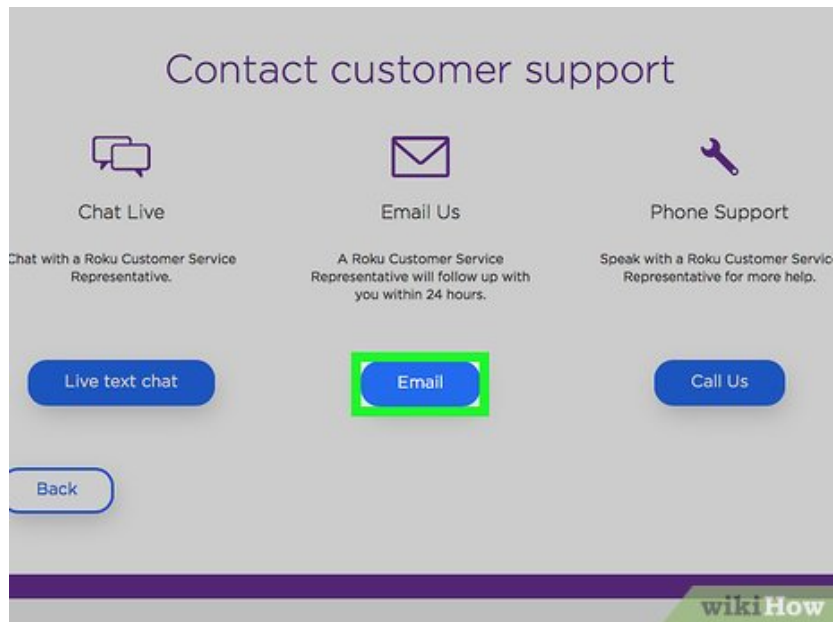 Contact customer support
Chat Live
Chat with a Roku Customer Service
Representative.
Live text chat
Email Us
A Roku Customer Service
Representative will follow up with
you within 24 hours.
Email
Phone Support
Speak with a Roku Customer Servic
Representative for more help.
Call Us
Back
wikiHow